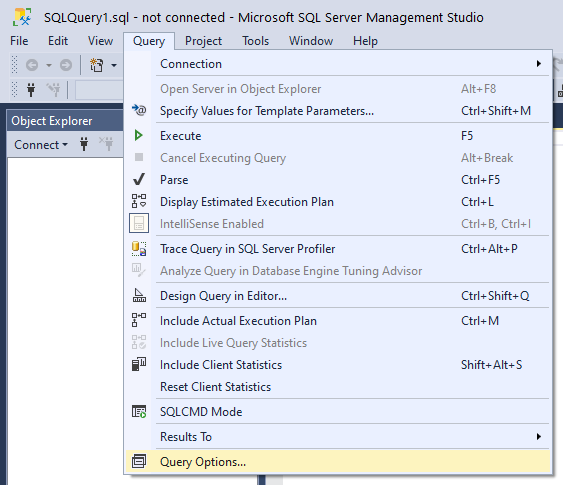 SQLQuery1.sql - not connected - Microsoft SQL Server Management Studio
File Edit View Query Project Tools Window Help
Connection
Open Server in Object Explorer Alt+F8
Specify Values for Template Parameters... Ctrl+Shift+M
Object Explorer
Execute F5
Connect
Cancel Executing Query Alt+Break
Parse Ctrl+F5
Display Estimated Execution Plan Ctrl+L
IntelliSense Enabled Ctrl+B, Ctrl+I
Trace Query in SQL Server Profiler Ctrl+Alt+P
Analyze Query in Database Engine Tuning Advisor
Design Query in Editor... Ctrl+Shift+Q
Include Actual Execution Plan Ctrl+M
Include Live Query Statistics
Include Client Statistics Shift+Alt+S
Reset Client Statistics
SQLCMD Mode
Results To
Query Options...